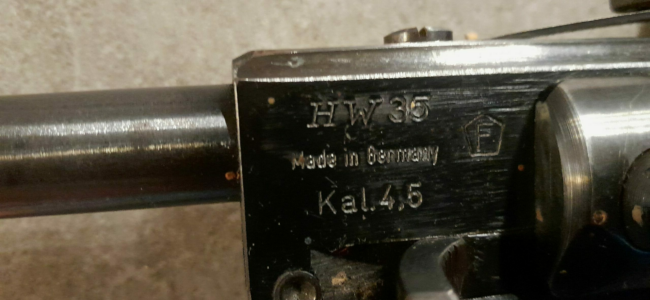 HW 35
F
Made in Germany
Kal. 4,5